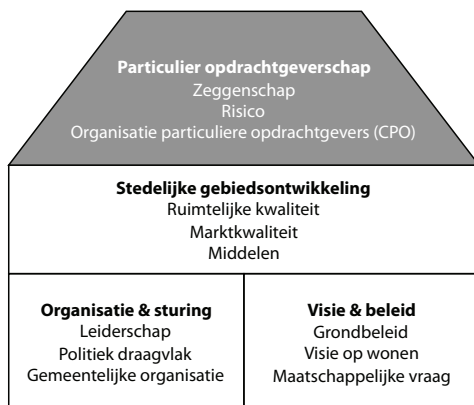 Particulier opdrachtgeverschap
Zeggenschap
Risico
Organisatie particuliere opdrachtgevers (CPO)
Stedelijke gebiedsontwikkeling
Ruimtelijke kwaliteit
Marktkwaliteit
Middelen
Organisatie & sturing
Leiderschap
Politiek draagvlak
Gemeentelijke organisatie
Visie & beleid
Grondbeleid
Visie op wonen
Maatschappelijke vraag